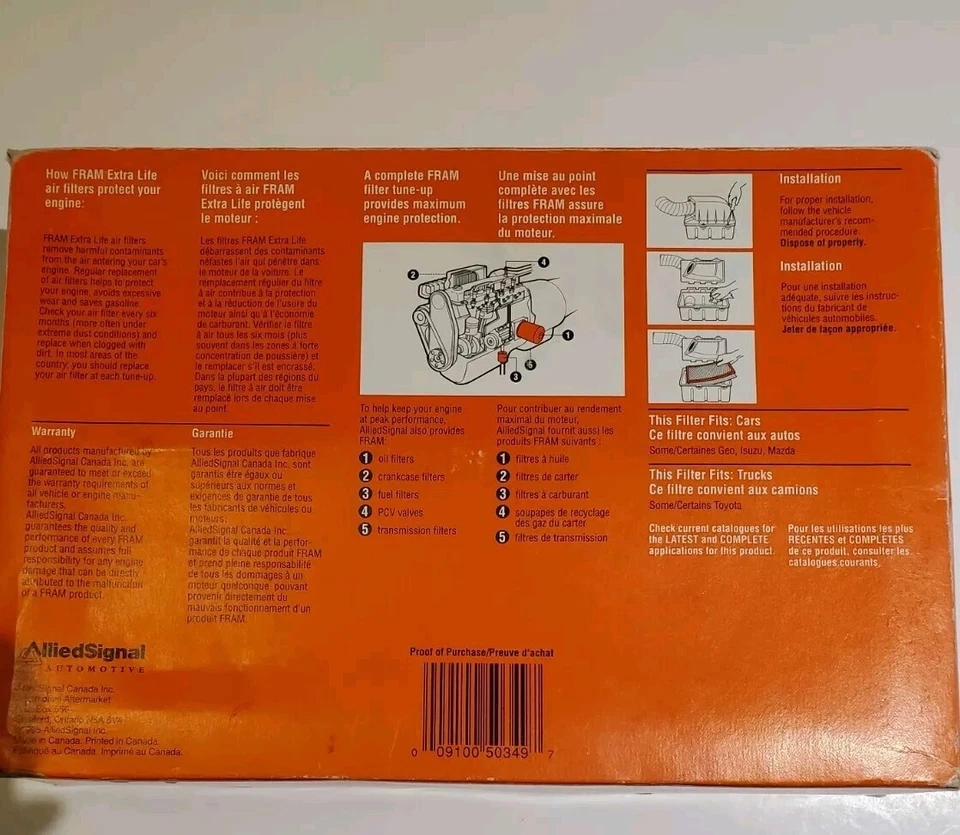 How FRAM Extra Life
air filters protect your
engine:
FRAM Extra Life air filters
remove harmful contaminants
from the air entering your car's
engine. Regular replacement
of air filters helps to protect
your engine, avoids excessive
wear and saves gasoline.
Check your air filter every six
months (more often under
extreme dust conditions) and
replace when clogged with
dirt. In most areas of the
country, you should replace
your air filter at each tune-up.
Voici comment les
filtres à air FRAM
Extra Life protègent
le moteur :
Les filtres FRAM Extra Life
débarrassent des contaminants
néfastes l'air qui pénètre dans
le moteur de la voiture. Le
remplacement régulier du filtre
à air contribue à la protection
et à la réduction de l'usure du
moteur ainsi qu'à l'économie
de carburant. Vérifier le filtre
à air tous les six mois (plus
souvent dans les zones à forte
concentration de poussière) et
le remplacer s'il est encrassé.
Dans la plupart des régions du
pays, le filtre à air doit être
remplacé lors de chaque mise
au point.
Warranty
All products manufactured by
AlliedSignal Canada Inc. are
guaranteed to meet or exceed
the warranty requirements of
all vehicle or engine manu-
facturers.
AlliedSignal Canada Inc.
guarantees the quality and
performance of every FRAM
product and assumes full
responsibility for any engine
damage that can be directly
attributed to the malfunction
of a FRAM product.
Garantie
Tous les produits que fabrique
AlliedSignal Canada Inc. sont
garantis être égaux ou
supérieurs aux normes et
exigences de garantie de tous
les fabricants de véhicules ou
moteurs.
AlliedSignal Canada Inc.
garantit la qualité et la perfor-
mance de chaque produit FRAM
et prend pleine responsabilité
de tous les dommages à un
moteur quelconque pouvant
provenir directement du
mauvais fonctionnement d'un
produit FRAM.
A complete FRAM
filter tune-up
provides maximum
engine protection.
Une mise au point
complète avec les
filtres FRAM assure
la protection maximale
du moteur.
2
4
1
5
3
To help keep your engine
at peak performance,
AlliedSignal also provides
FRAM:
1 oil filters
2 crankcase filters
3 fuel filters
4 PCV valves
5 transmission filters
Pour contribuer au rendement
maximal du moteur,
AlliedSignal fournit aussi les
produits FRAM suivants :
1 filtres à huile
2 filtres de carter
3 filtres à carburant
4 soupapes de recyclage
des gaz du carter
5 filtres de transmission
Installation
For proper installation,
follow the vehicle
manufacturer's recom-
mended procedure.
Dispose of properly.
Installation
Pour une installation
adéquate, suivre les instruc-
tions du fabricant de
véhicules automobiles.
Jeter de façon appropriée.
This Filter Fits: Cars
Ce filtre convient aux autos
Some/Certaines Geo, Isuzu, Mazda
This Filter Fits: Trucks
Ce filtre convient aux camions
Some/Certains Toyota
Check current catalogues for
the LATEST and COMPLETE
applications for this product.
Pour les utilisations les plus
RÉCENTES et COMPLÈTES
de ce produit, consulter les
catalogues courants.
AlliedSignal
AUTOMOTIVE
AlliedSignal Canada Inc.
Aftermarket
Ontario N5A 6V4
AlliedSignal Inc.
Made in Canada. Printed in Canada.
Fabriqué au Canada. Imprimé au Canada.
Proof of Purchase/Preuve d'achat
0 09100 50349 7